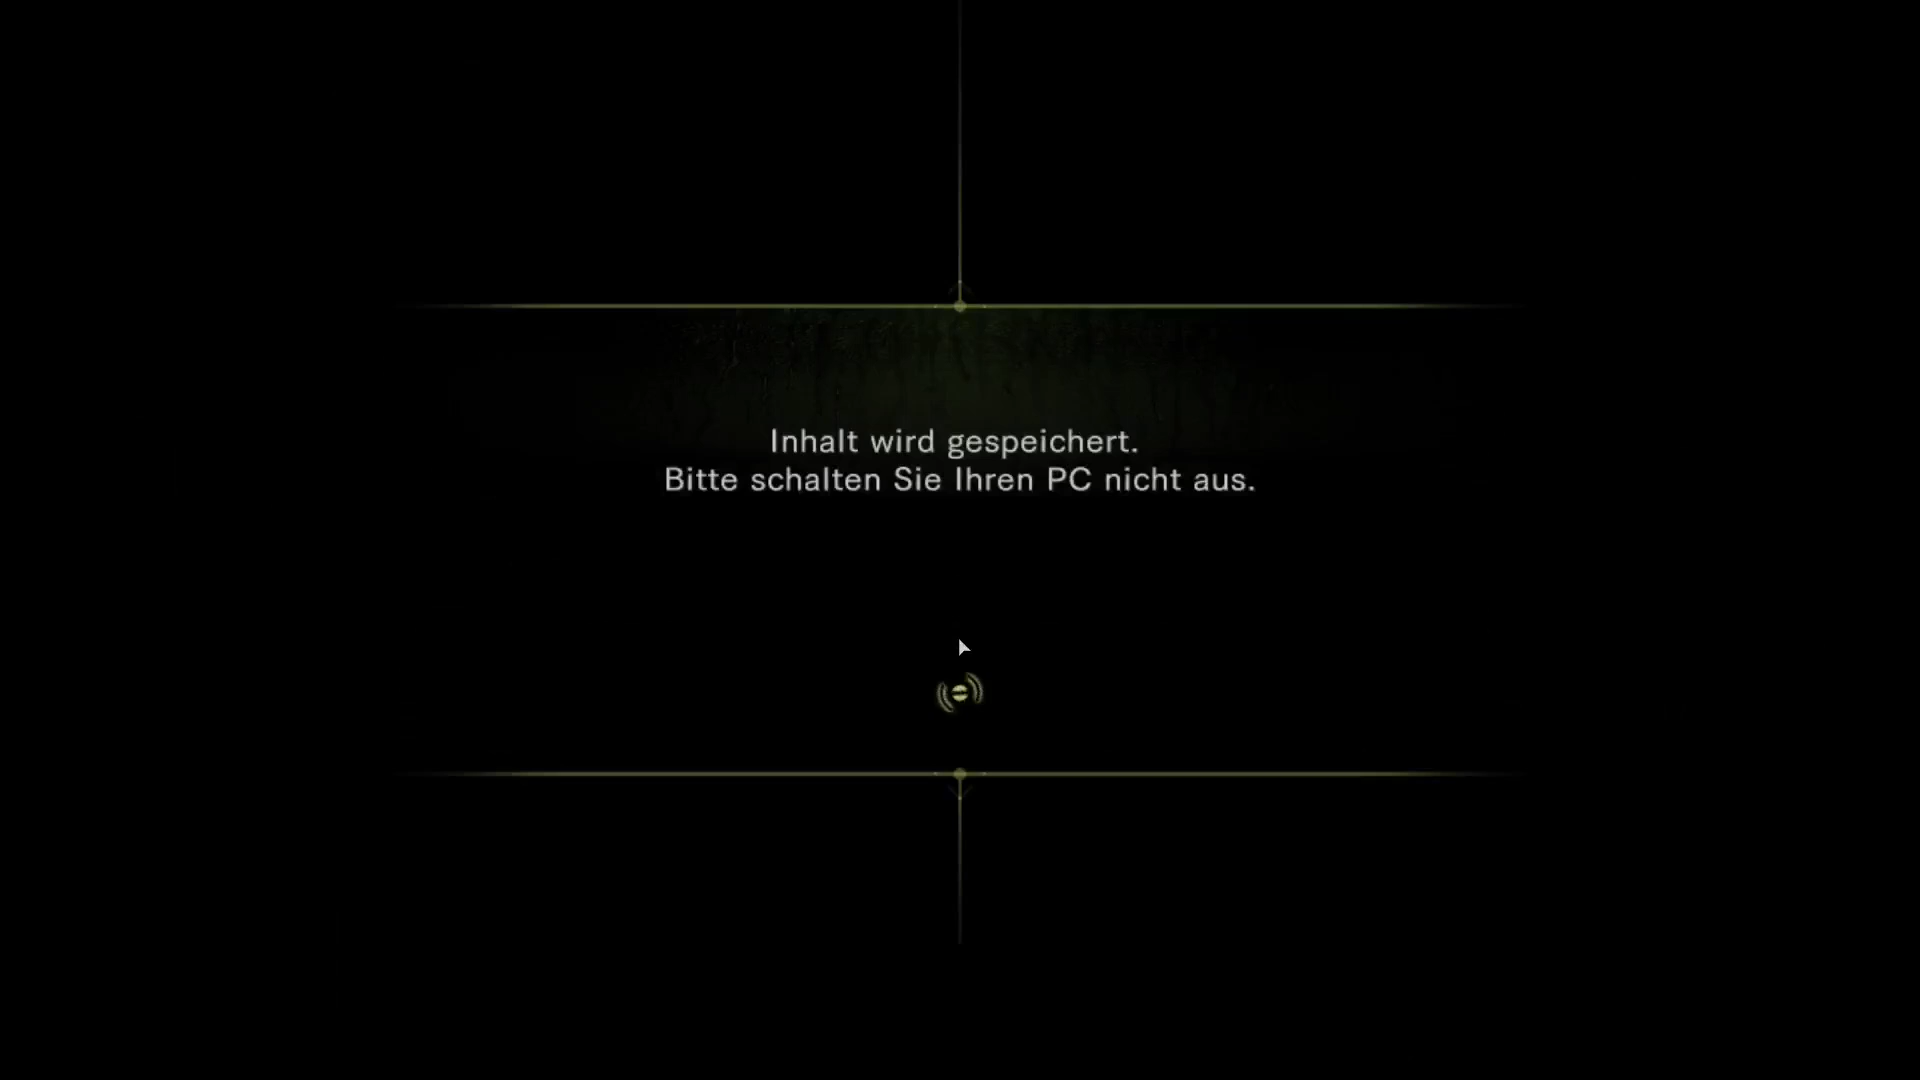 Inhalt wird gespeichert.
Bitte schalten Sie Ihren PC nicht aus.